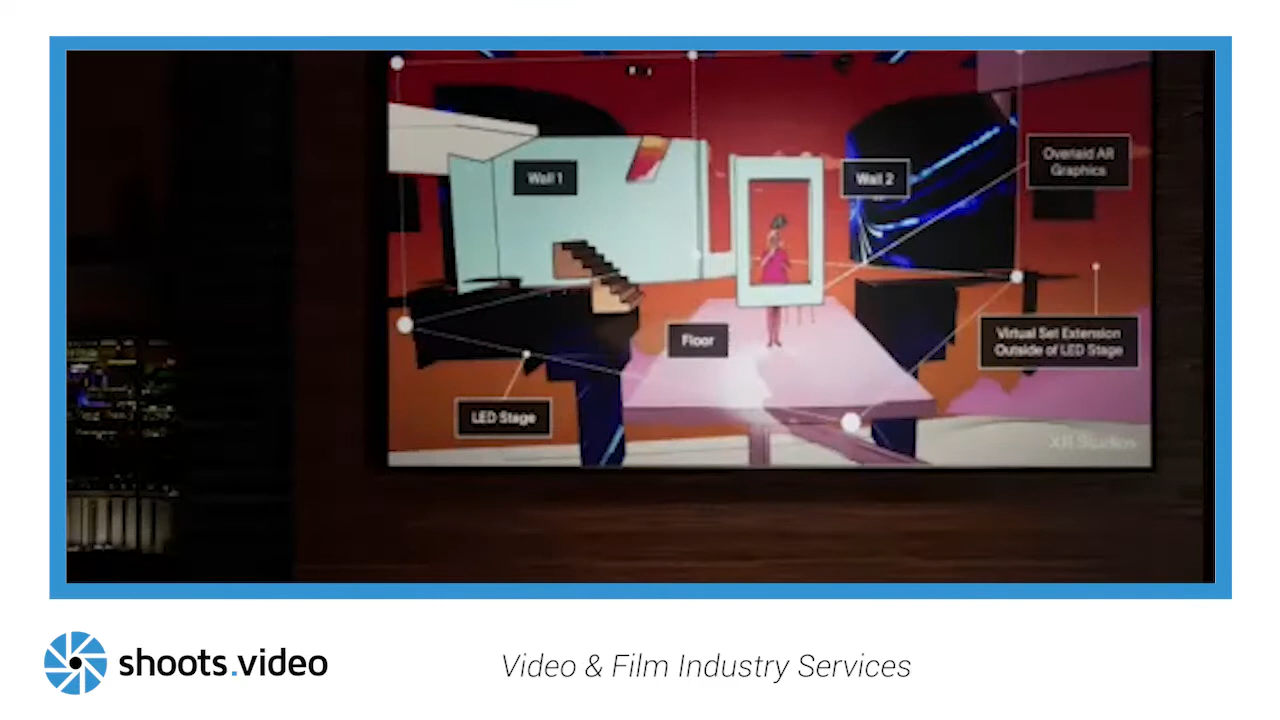 Wall 1
Wall 2
Overlaid AR
Graphics
Floor
Virtual Set Extension
Outside of LED Stage
LED Stage
XR Studios
shoots.video
Video & Film Industry Services